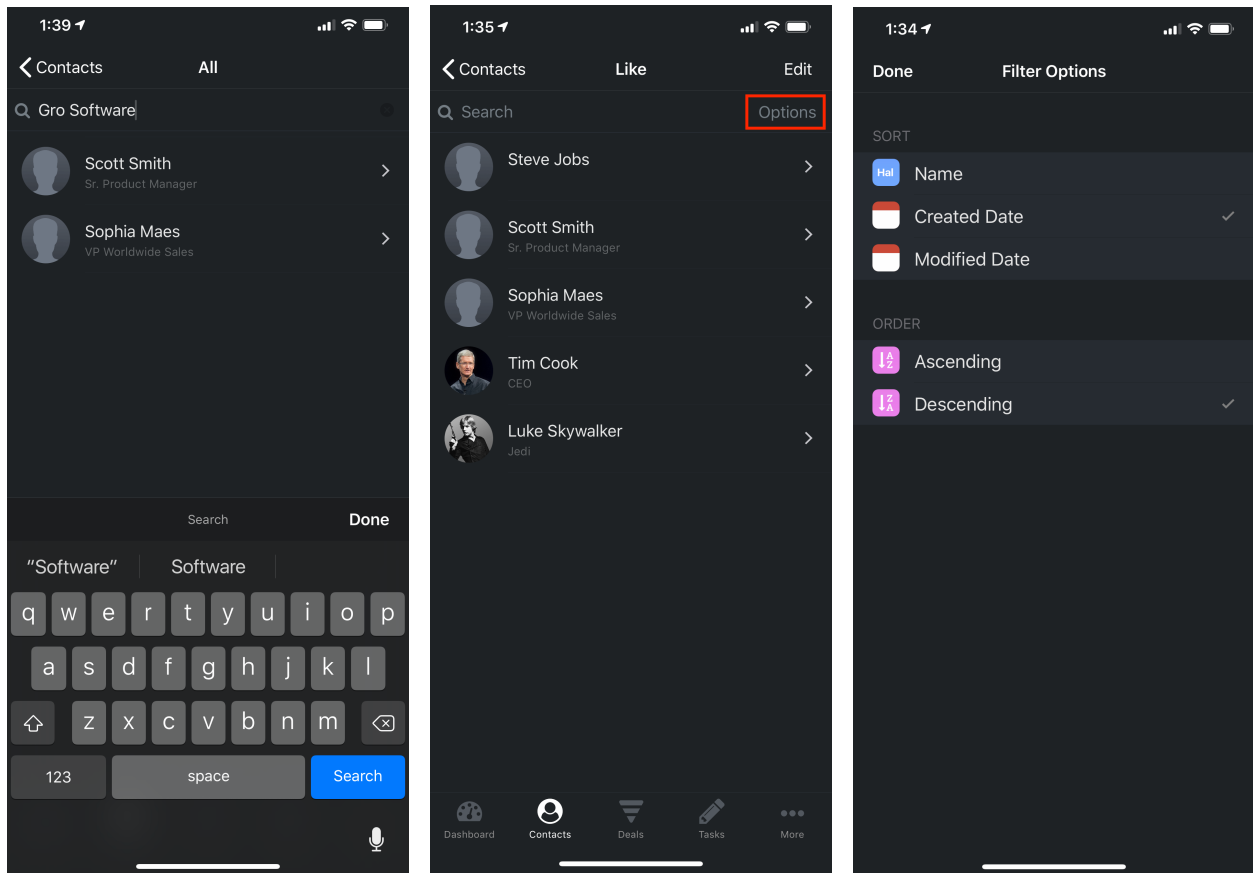 1:39
Contacts
All
Gro Software
Scott Smith
Sr. Product Manager
Sophia Maes
VP Worldwide Sales
Search
Done
"Software"
Software
q w e r t y u i o p
a s d f g h j k l
z x c v b n m
123
space
Search
1:35
Contacts
Like
Edit
Search
Options
Steve Jobs
Scott Smith
Sr. Product Manager
Sophia Maes
VP Worldwide Sales
Tim Cook
CEO
Luke Skywalker
Jedi
Dashboard
Contacts
Deals
Tasks
More
1:34
Done
Filter Options
SORT
Hal
Name
Created Date
Modified Date
ORDER
A
Z
Ascending
Z
A
Descending